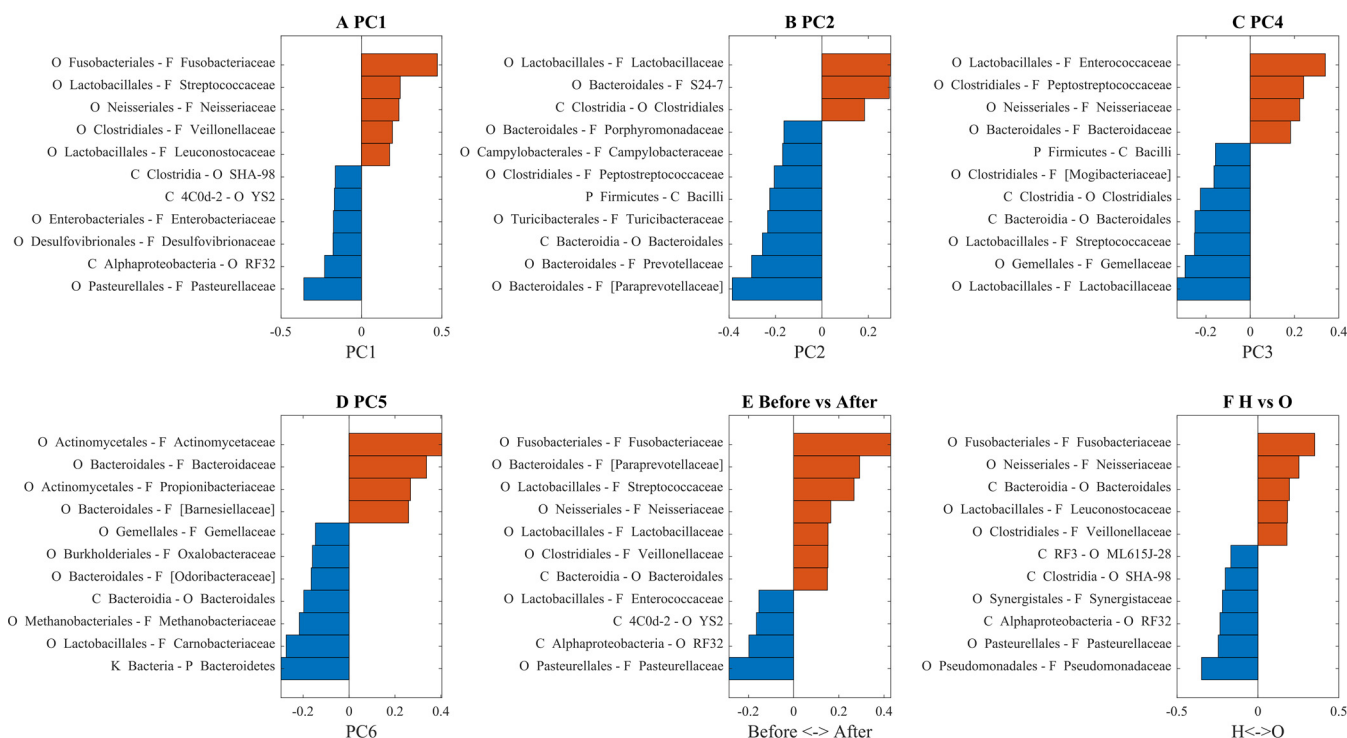 A PC1
-0.5 0 0.5
O Fusobacteriales - F Fusobacteriaceae
O Lactobacillales - F Streptococcaceae
O Neisseriales - F Neisseriaceae
O Clostridiales - F Veillonellaceae
O Lactobacillales - F Leuconostocaceae
C Clostridia - O SHA-98
C 4C0d-2 - O YS2
O Enterobacteriales - F Enterobacteriaceae
O Desulfovibrionales - F Desulfovibrionaceae
C Alphaproteobacteria - O RF32
O Pasteurellales - F Pasteurellaceae
-0.5 0 0.5
PC1
B PC2
O Lactobacillales - F Lactobacillaceae
O Bacteroidales - F S24-7
C Clostridia - O Clostridiales
O Bacteroidales - F Porphyromonadaceae
O Campylobacterales - F Campylobacteraceae
O Clostridiales - F Peptostreptococcaceae
P Firmicutes - C Bacilli
O Turicibacterales - F Turicibacteraceae
C Bacteroidia - O Bacteroidales
O Bacteroidales - F Prevotellaceae
O Bacteroidales - F [Paraprevotellaceae]
-0.4 -0.2 0 0.2
PC2
C PC4
O Lactobacillales - F Enterococcaceae
O Clostridiales - F Peptostreptococcaceae
O Neisseriales - F Neisseriaceae
O Bacteroidales - F Bacteroidaceae
P Firmicutes - C Bacilli
O Clostridiales - F [Mogibacteriaceae]
C Clostridia - O Clostridiales
C Bacteroidia - O Bacteroidales
O Lactobacillales - F Streptococcaceae
O Gemellales - F Gemellaceae
O Lactobacillales - F Lactobacillaceae
-0.2 0 0.2 0.4
PC3
D PC5
O Actinomycetales - F Actinomycetaceae
O Bacteroidales - F Bacteroidaceae
O Actinomycetales - F Propionibacteriaceae
O Bacteroidales - F [Barnesiellaceae]
O Gemellales - F Gemellaceae
O Burkholderiales - F Oxalobacteraceae
O Bacteroidales - F [Odoribacteraceae]
C Bacteroidia - O Bacteroidales
O Methanobacteriales - F Methanobacteriaceae
O Lactobacillales - F Carnobacteriaceae
K Bacteria - P Bacteroidetes
-0.2 0 0.2 0.4
PC6
E Before vs After
O Fusobacteriales - F Fusobacteriaceae
O Bacteroidales - F [Paraprevotellaceae]
O Lactobacillales - F Streptococcaceae
O Neisseriales - F Neisseriaceae
O Lactobacillales - F Lactobacillaceae
O Clostridiales - F Veillonellaceae
C Bacteroidia - O Bacteroidales
O Lactobacillales - F Enterococcaceae
C 4C0d-2 - O YS2
C Alphaproteobacteria - O RF32
O Pasteurellales - F Pasteurellaceae
-0.2 0 0.2 0.4
Before <-> After
F H vs O
O Fusobacteriales - F Fusobacteriaceae
O Neisseriales - F Neisseriaceae
C Bacteroidia - O Bacteroidales
O Lactobacillales - F Leuconostocaceae
O Clostridiales - F Veillonellaceae
C RF3 - O ML615J-28
C Clostridia - O SHA-98
O Synergistales - F Synergistaceae
C Alphaproteobacteria - O RF32
O Pasteurellales - F Pasteurellaceae
O Pseudomonadales - F Pseudomonadaceae
-0.5 0 0.5
H<->O